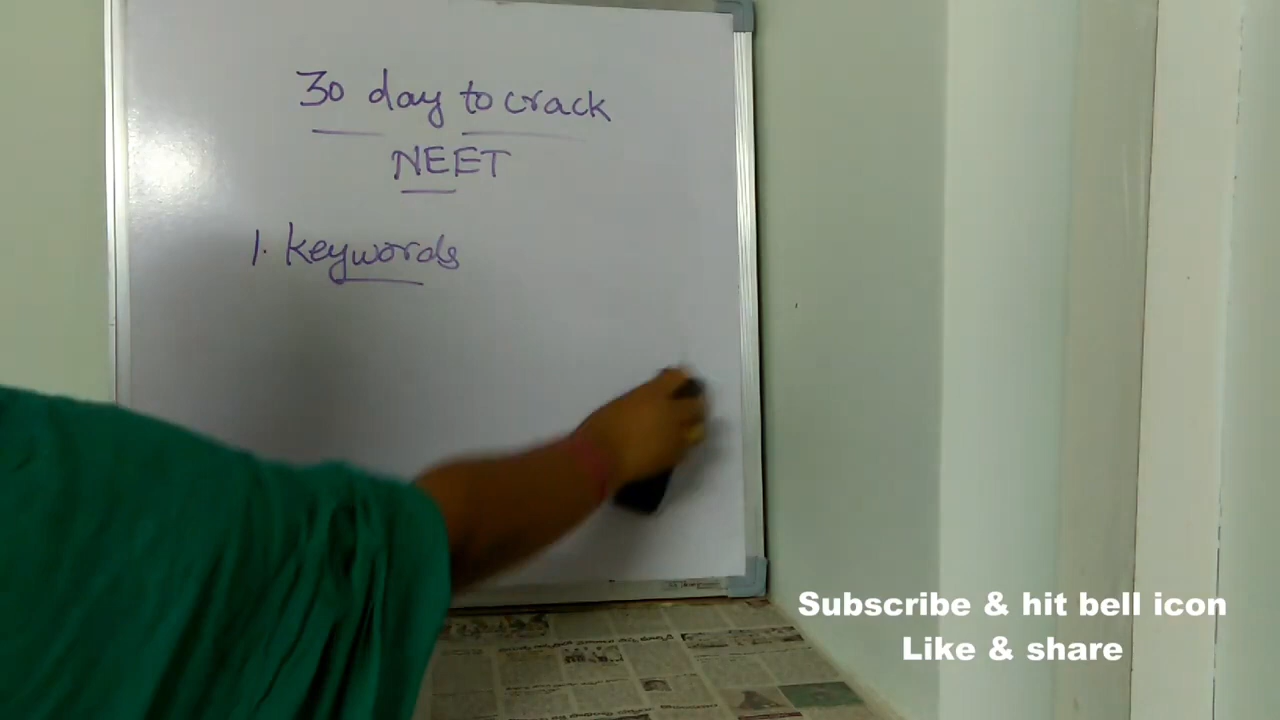 30 day to crack
NEET
1. keywords
Subscribe & hit bell icon
Like & share